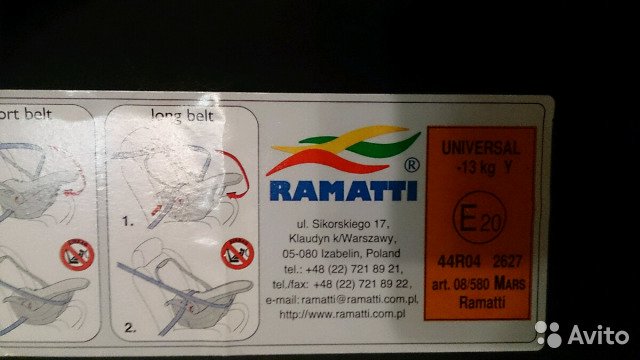 ort belt
long belt
1.
2.
RAMATTI®
ul. Sikorskiego 17,
Klaudyn k/Warszawy,
05-080 Izabelin, Poland
tel.: +48 (22) 721 89 21,
tel./fax: +48 (22) 721 89 22,
e-mail: ramatti@ramatti.com.pl,
http://www.ramatti.com.pl
UNIVERSAL
-13 kg Y
E20
44R04 2627
art. 08/580 MARS
Ramatti
Avito